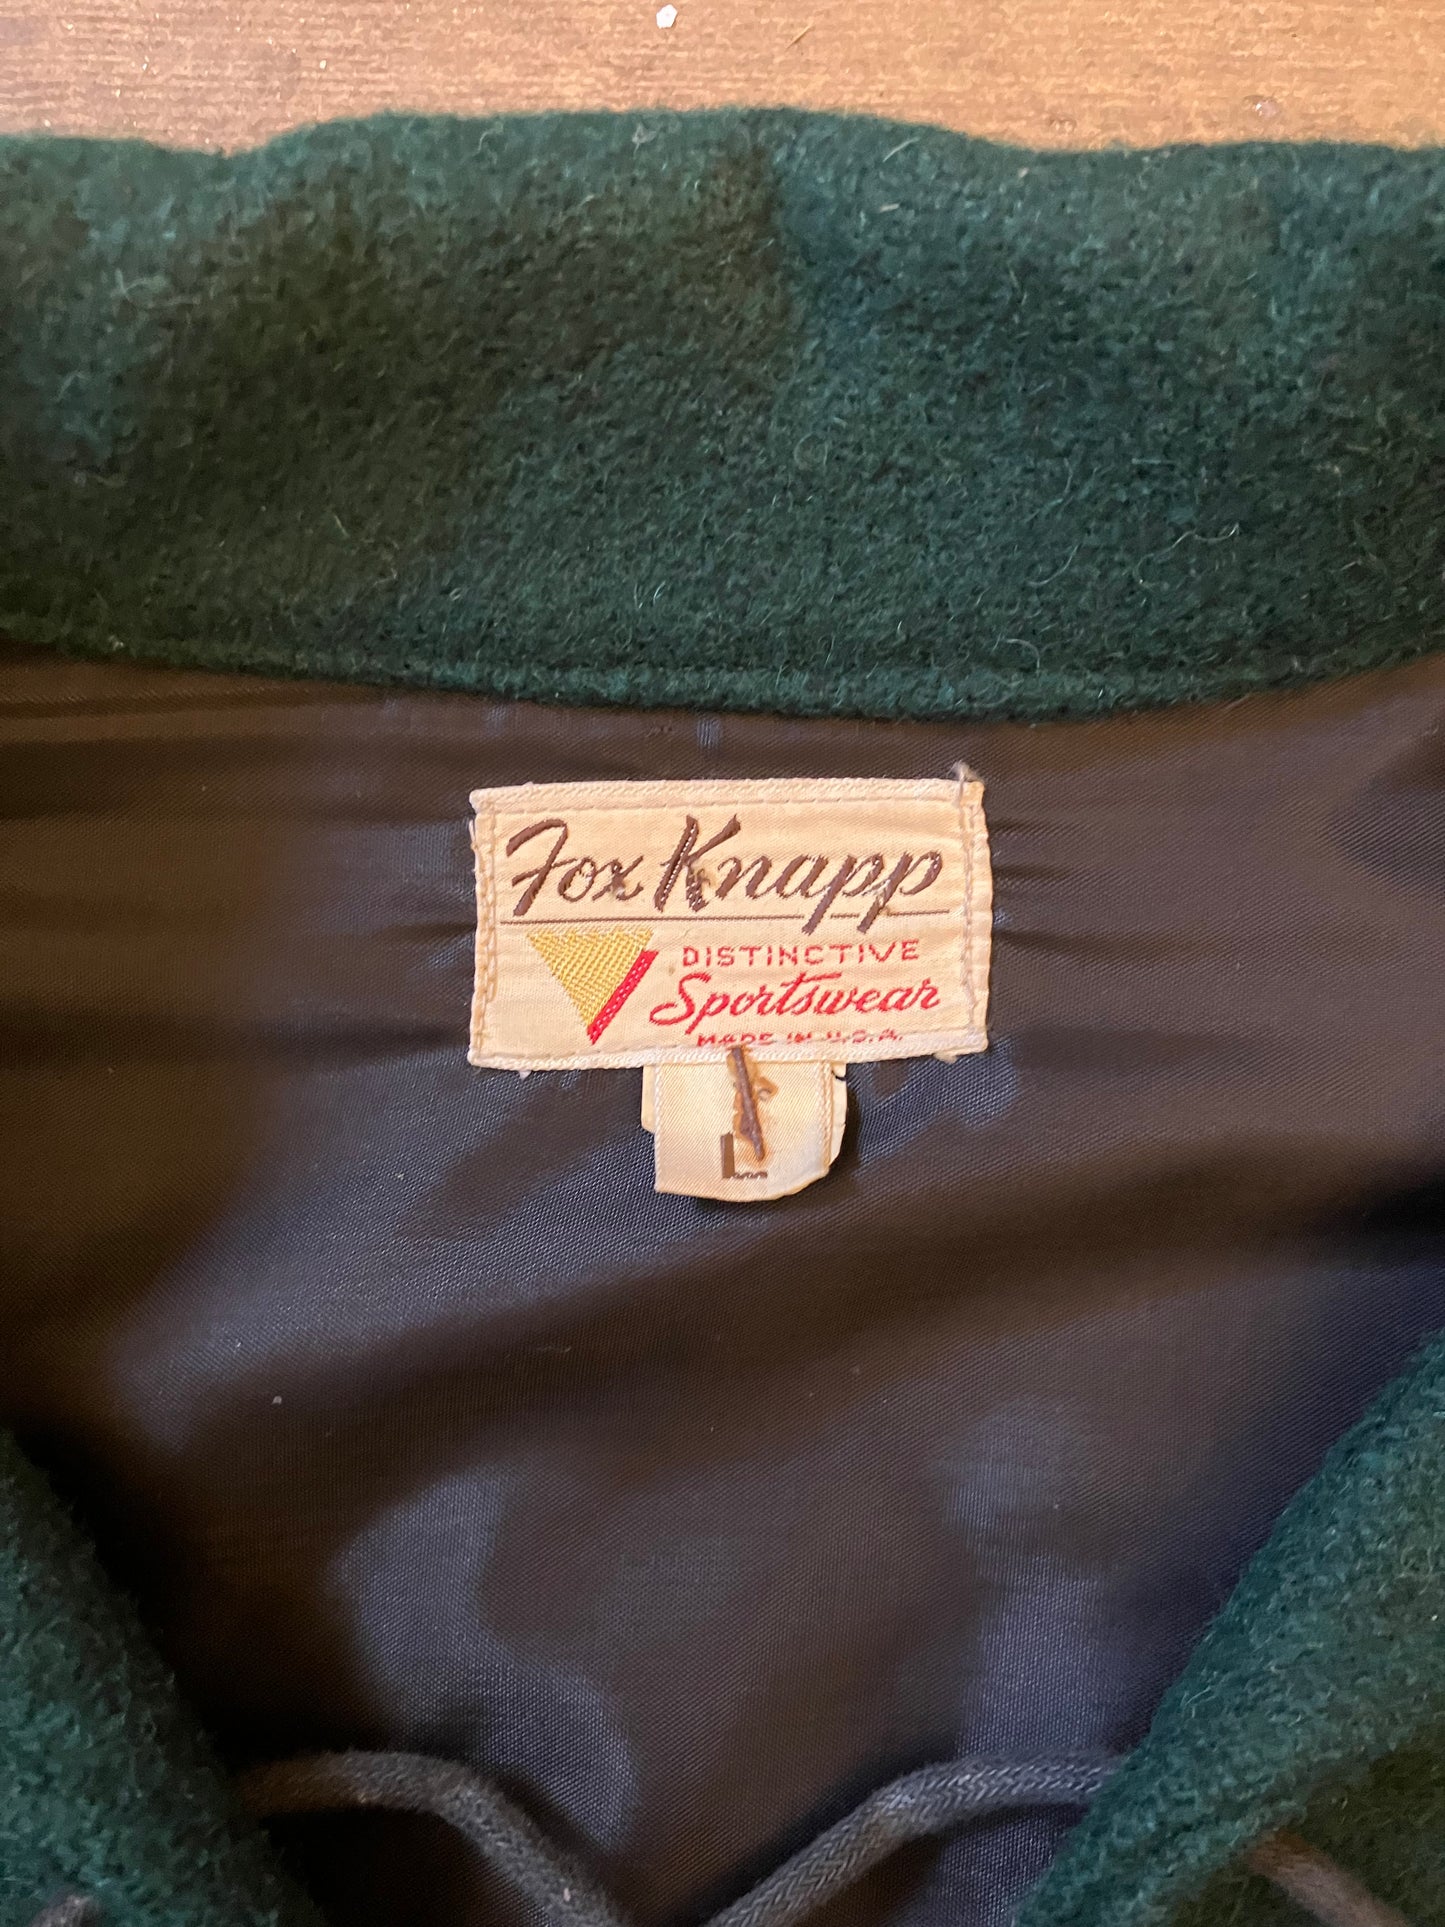 Fox Knapp
DISTINCTIVE
Sportswear
MADE IN U.S.A.
L